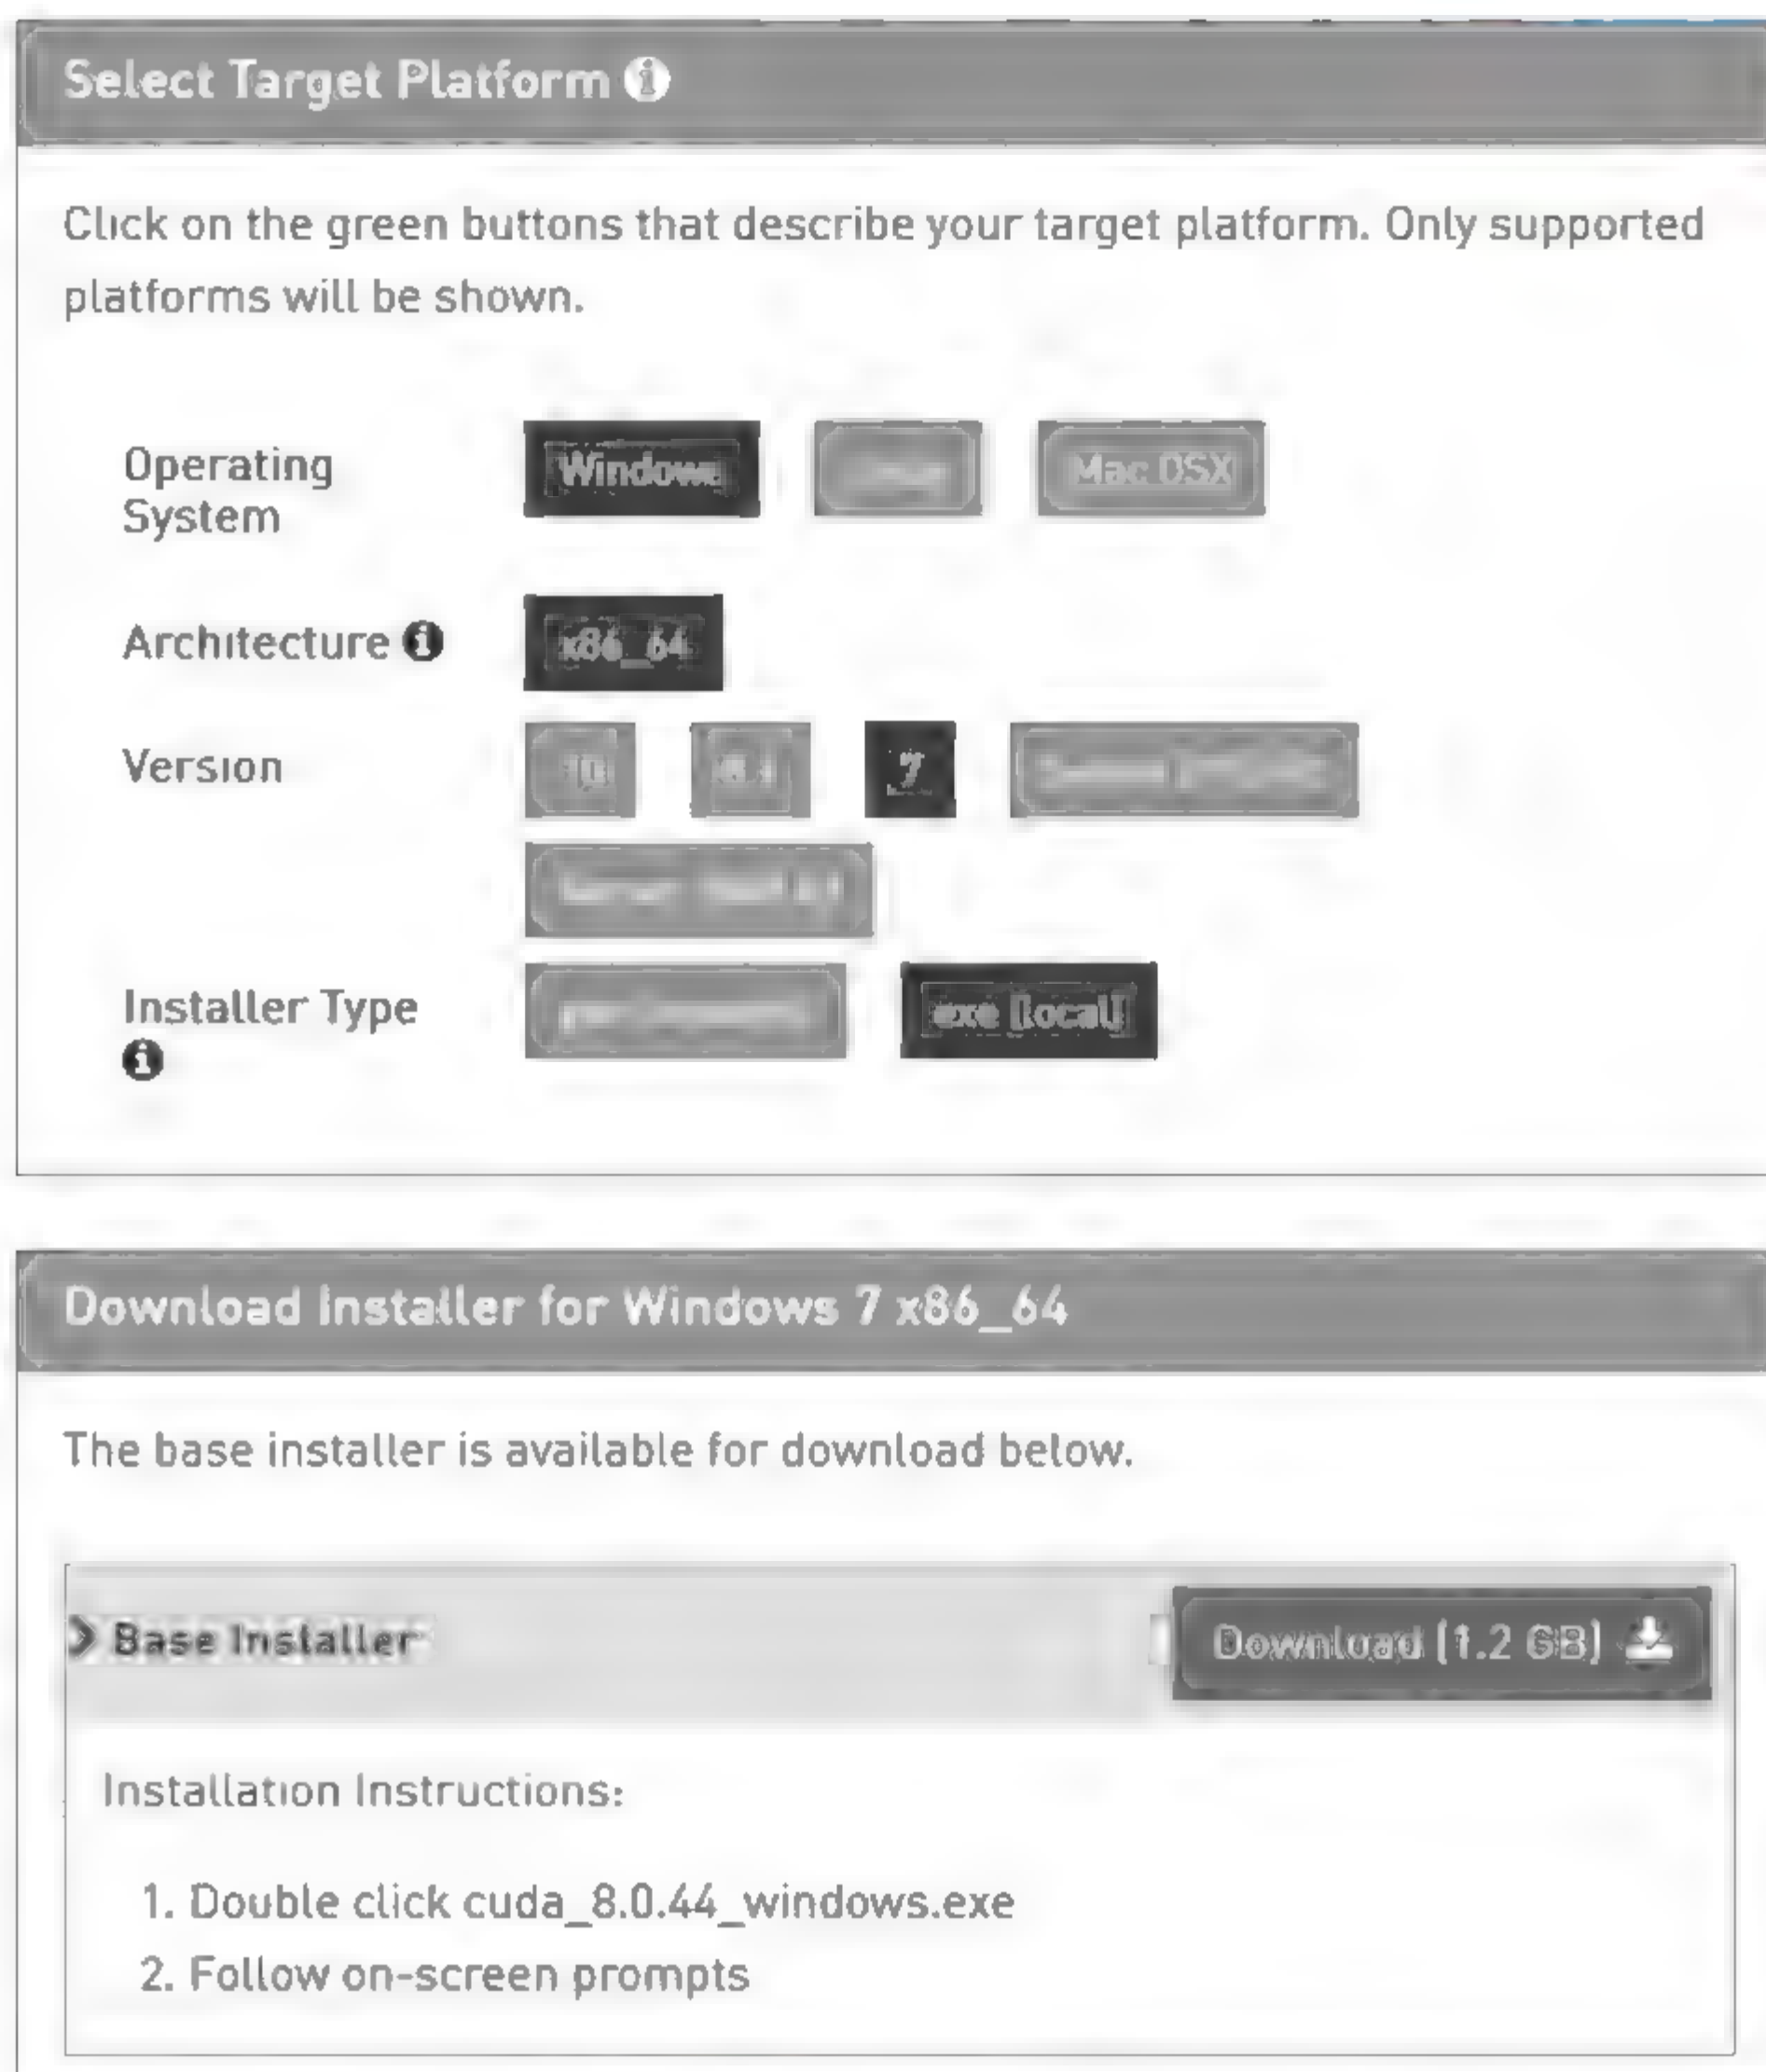 Select Target Platform
Click on the green buttons that describe your target platform. Only supported
platforms will be shown.
Operating
System
Windows Mac OSX
Architecture
x86_64
Version
7
Installer Type
exe [local]
Download Installer for Windows 7 x86_64
The base installer is available for download below.
Base Installer
Download (1.2 GB)
Installation Instructions:
1. Double click cuda_8.0.44_windows.exe
2. Follow on-screen prompts